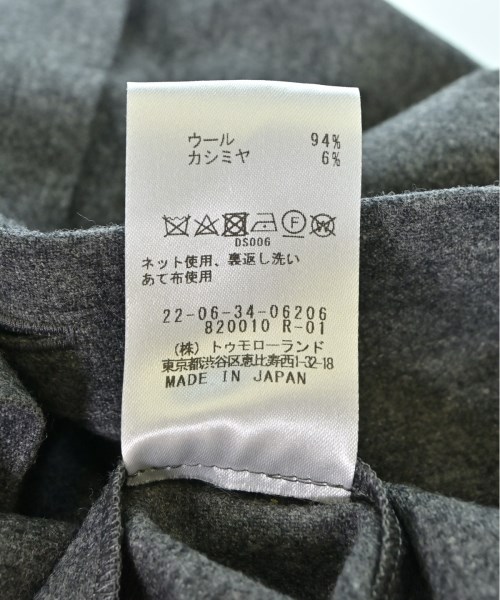 ウール 94%
カシミヤ 6%
DS006
ネット使用、裏返し洗い
あて布使用
22-06-34-06206
820010 R-01
(株) トゥモローランド
東京都渋谷区恵比寿西1-32-18
MADE IN JAPAN